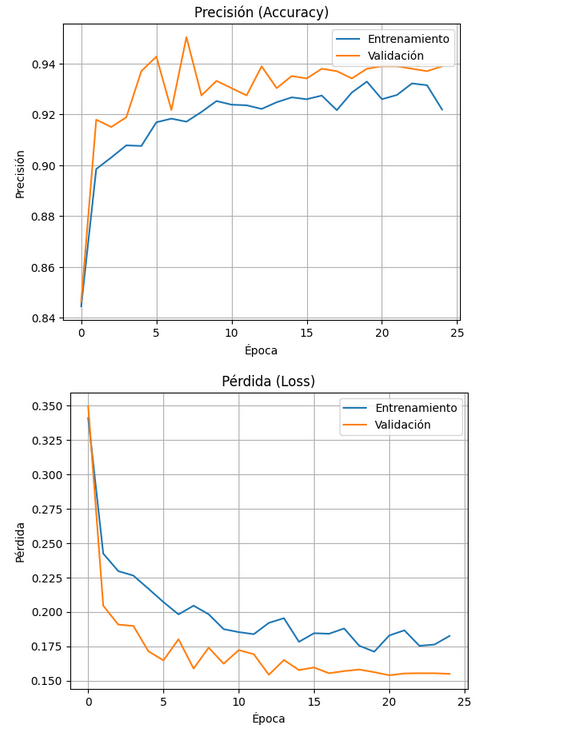 Precisión (Accuracy)
Entrenamiento
Validación
0.94
0.92
0.90
0.88
0.86
0.84
Precisión
0 5 10 15 20 25
Época
Pérdida (Loss)
Entrenamiento
Validación
0.350
0.325
0.300
0.275
0.250
0.225
0.200
0.175
0.150
Pérdida
0 5 10 15 20 25
Época